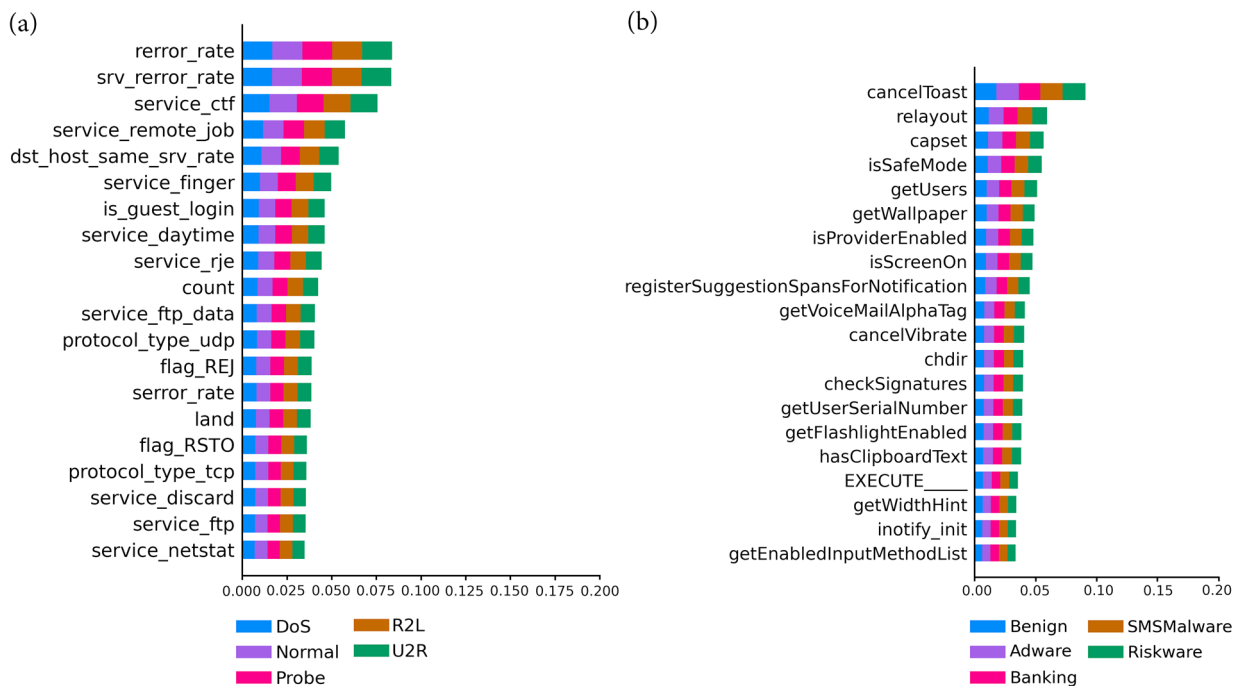 (a)
rerror_rate
srv_rerror_rate
service_ctf
service_remote_job
dst_host_same_srv_rate
service_finger
is_guest_login
service_daytime
service_rje
count
service_ftp_data
protocol_type_udp
flag_REJ
serror_rate
land
flag_RSTO
protocol_type_tcp
service_discard
service_ftp
service_netstat
0.000 0.025 0.050 0.075 0.100 0.125 0.150 0.175 0.200
DoS
Normal
Probe
R2L
U2R
(b)
cancelToast
relayout
capset
isSafeMode
getUsers
getWallpaper
isProviderEnabled
isScreenOn
registerSuggestionSpansForNotification
getVoiceMailAlphaTag
cancelVibrate
chdir
checkSignatures
getUserSerialNumber
getFlashlightEnabled
hasClipboardText
EXECUTE_____
getWidthHint
inotify_init
getEnabledInputMethodList
0.00 0.05 0.10 0.15 0.20
Benign
Adware
Banking
SMSMalware
Riskware